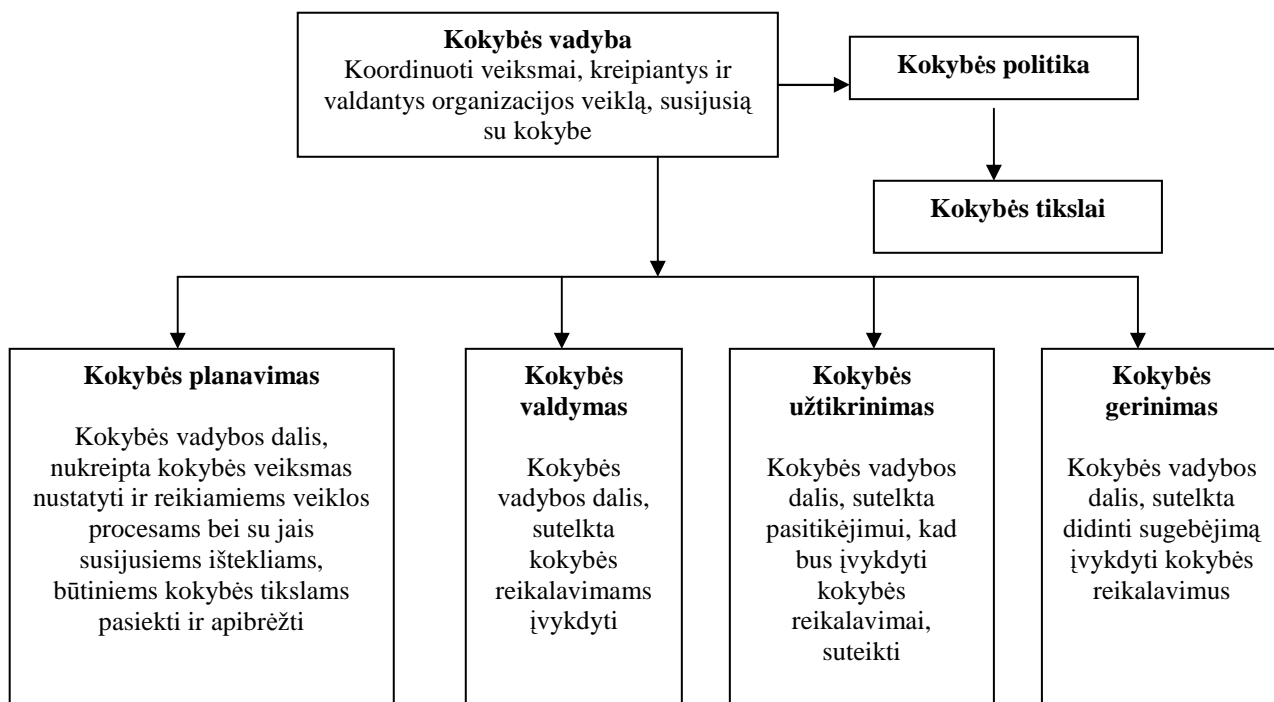 Kokybės vadyba
Koordinuoti veiksmai, kreipiantys ir
valdantys organizacijos veiklą, susijusią
su kokybe
Kokybės politika
Kokybės tikslai
Kokybės planavimas
Kokybės vadybos dalis,
nukreipta kokybės veiksmas
nustatyti ir reikiamiems veiklos
procesams bei su jais
susijusiems ištekliams,
būtiniems kokybės tikslams
pasiekti ir apibrėžti
Kokybės
valdymas
Kokybės
vadybos dalis,
sutelkta
kokybės
reikalavimams
įvykdyti
Kokybės
užtikrinimas
Kokybės vadybos
dalis, sutelkta
pasitikėjimui, kad
bus įvykdyti
kokybės
reikalavimai,
suteikti
Kokybės
gerinimas
Kokybės vadybos
dalis, sutelkta
didinti sugebėjimą
įvykdyti kokybės
reikalavimus